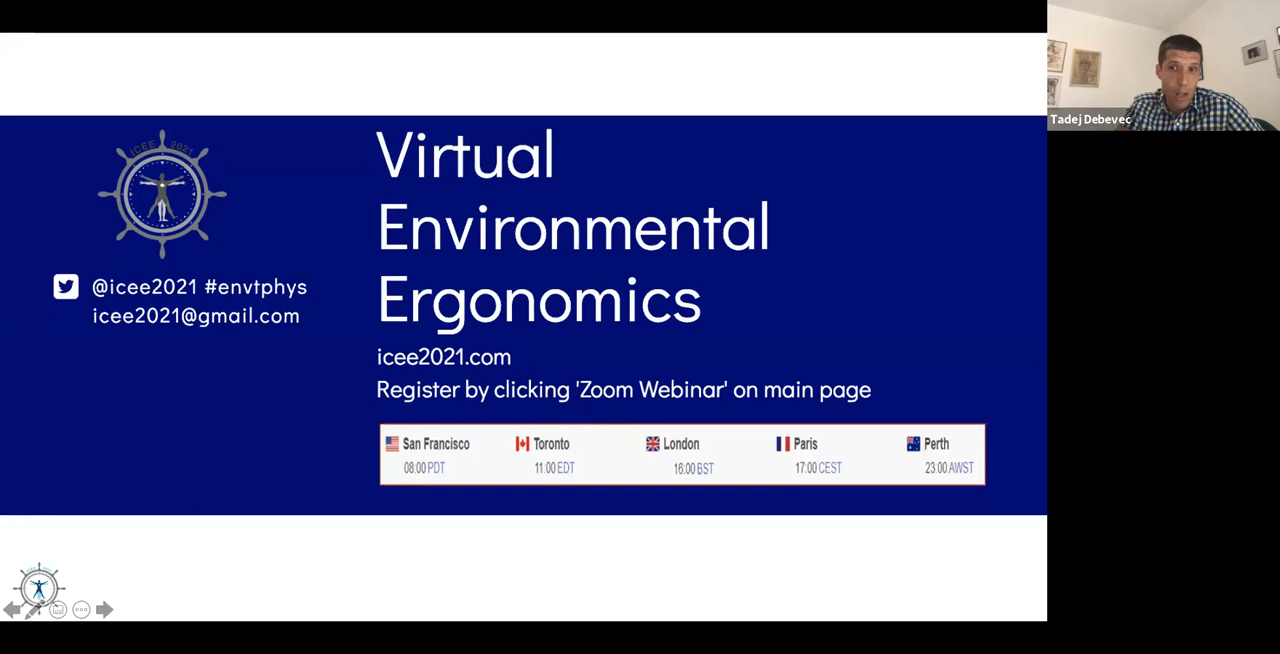 Tadej Debevec
ICEE 2021
Virtual
Environmental
Ergonomics
@icee2021 #envtphys
icee2021@gmail.com
icee2021.com
Register by clicking 'Zoom Webinar' on main page
San Francisco
08:00 PDT
Toronto
11:00 EDT
London
16:00 BST
Paris
17:00 CEST
Perth
23.00 AWST